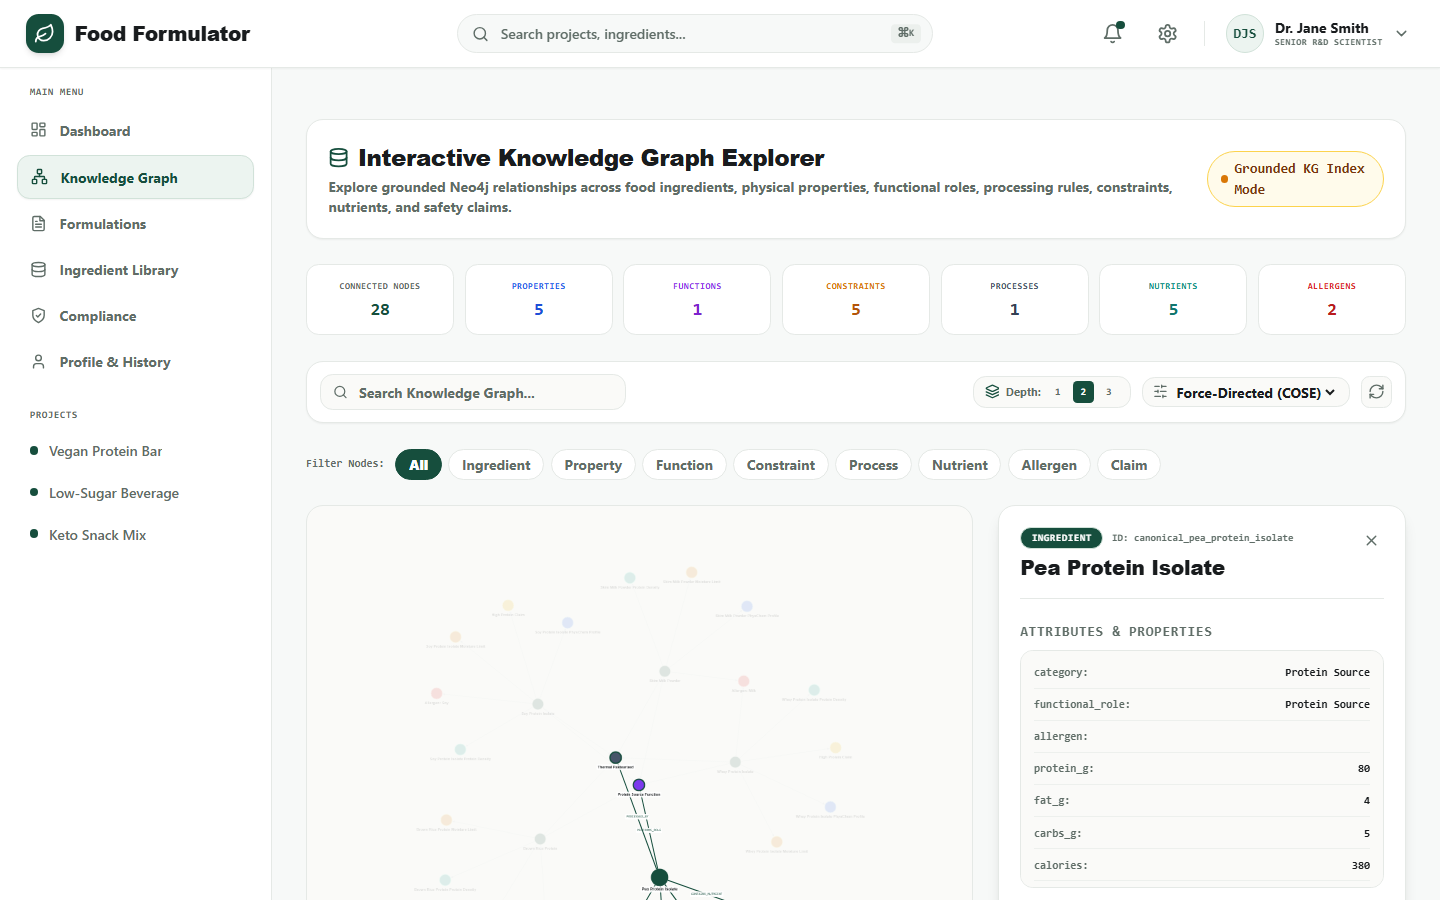 Food Formulator
Search projects, ingredients...
⌘K
DJS
Dr. Jane Smith
SENIOR R&D SCIENTIST
MAIN MENU
Dashboard
Knowledge Graph
Formulations
Ingredient Library
Compliance
Profile & History
PROJECTS
Vegan Protein Bar
Low-Sugar Beverage
Keto Snack Mix
Interactive Knowledge Graph Explorer
Explore grounded Neo4j relationships across food ingredients, physical properties, functional roles, processing rules, constraints,
nutrients, and safety claims.
Grounded KG Index
Mode
CONNECTED NODES
28
PROPERTIES
5
FUNCTIONS
1
CONSTRAINTS
5
PROCESSES
1
NUTRIENTS
5
ALLERGENS
2
Search Knowledge Graph...
Depth: 1 2 3
Force-Directed (COSE)
Filter Nodes: All Ingredient Property Function Constraint Process Nutrient Allergen Claim
Protein Source Function
Pea Protein Isolate
INGREDIENT ID: canonical_pea_protein_isolate
Pea Protein Isolate
ATTRIBUTES & PROPERTIES
category: Protein Source
functional_role: Protein Source
allergen:
protein_g: 80
fat_g: 4
carbs_g: 5
calories: 380